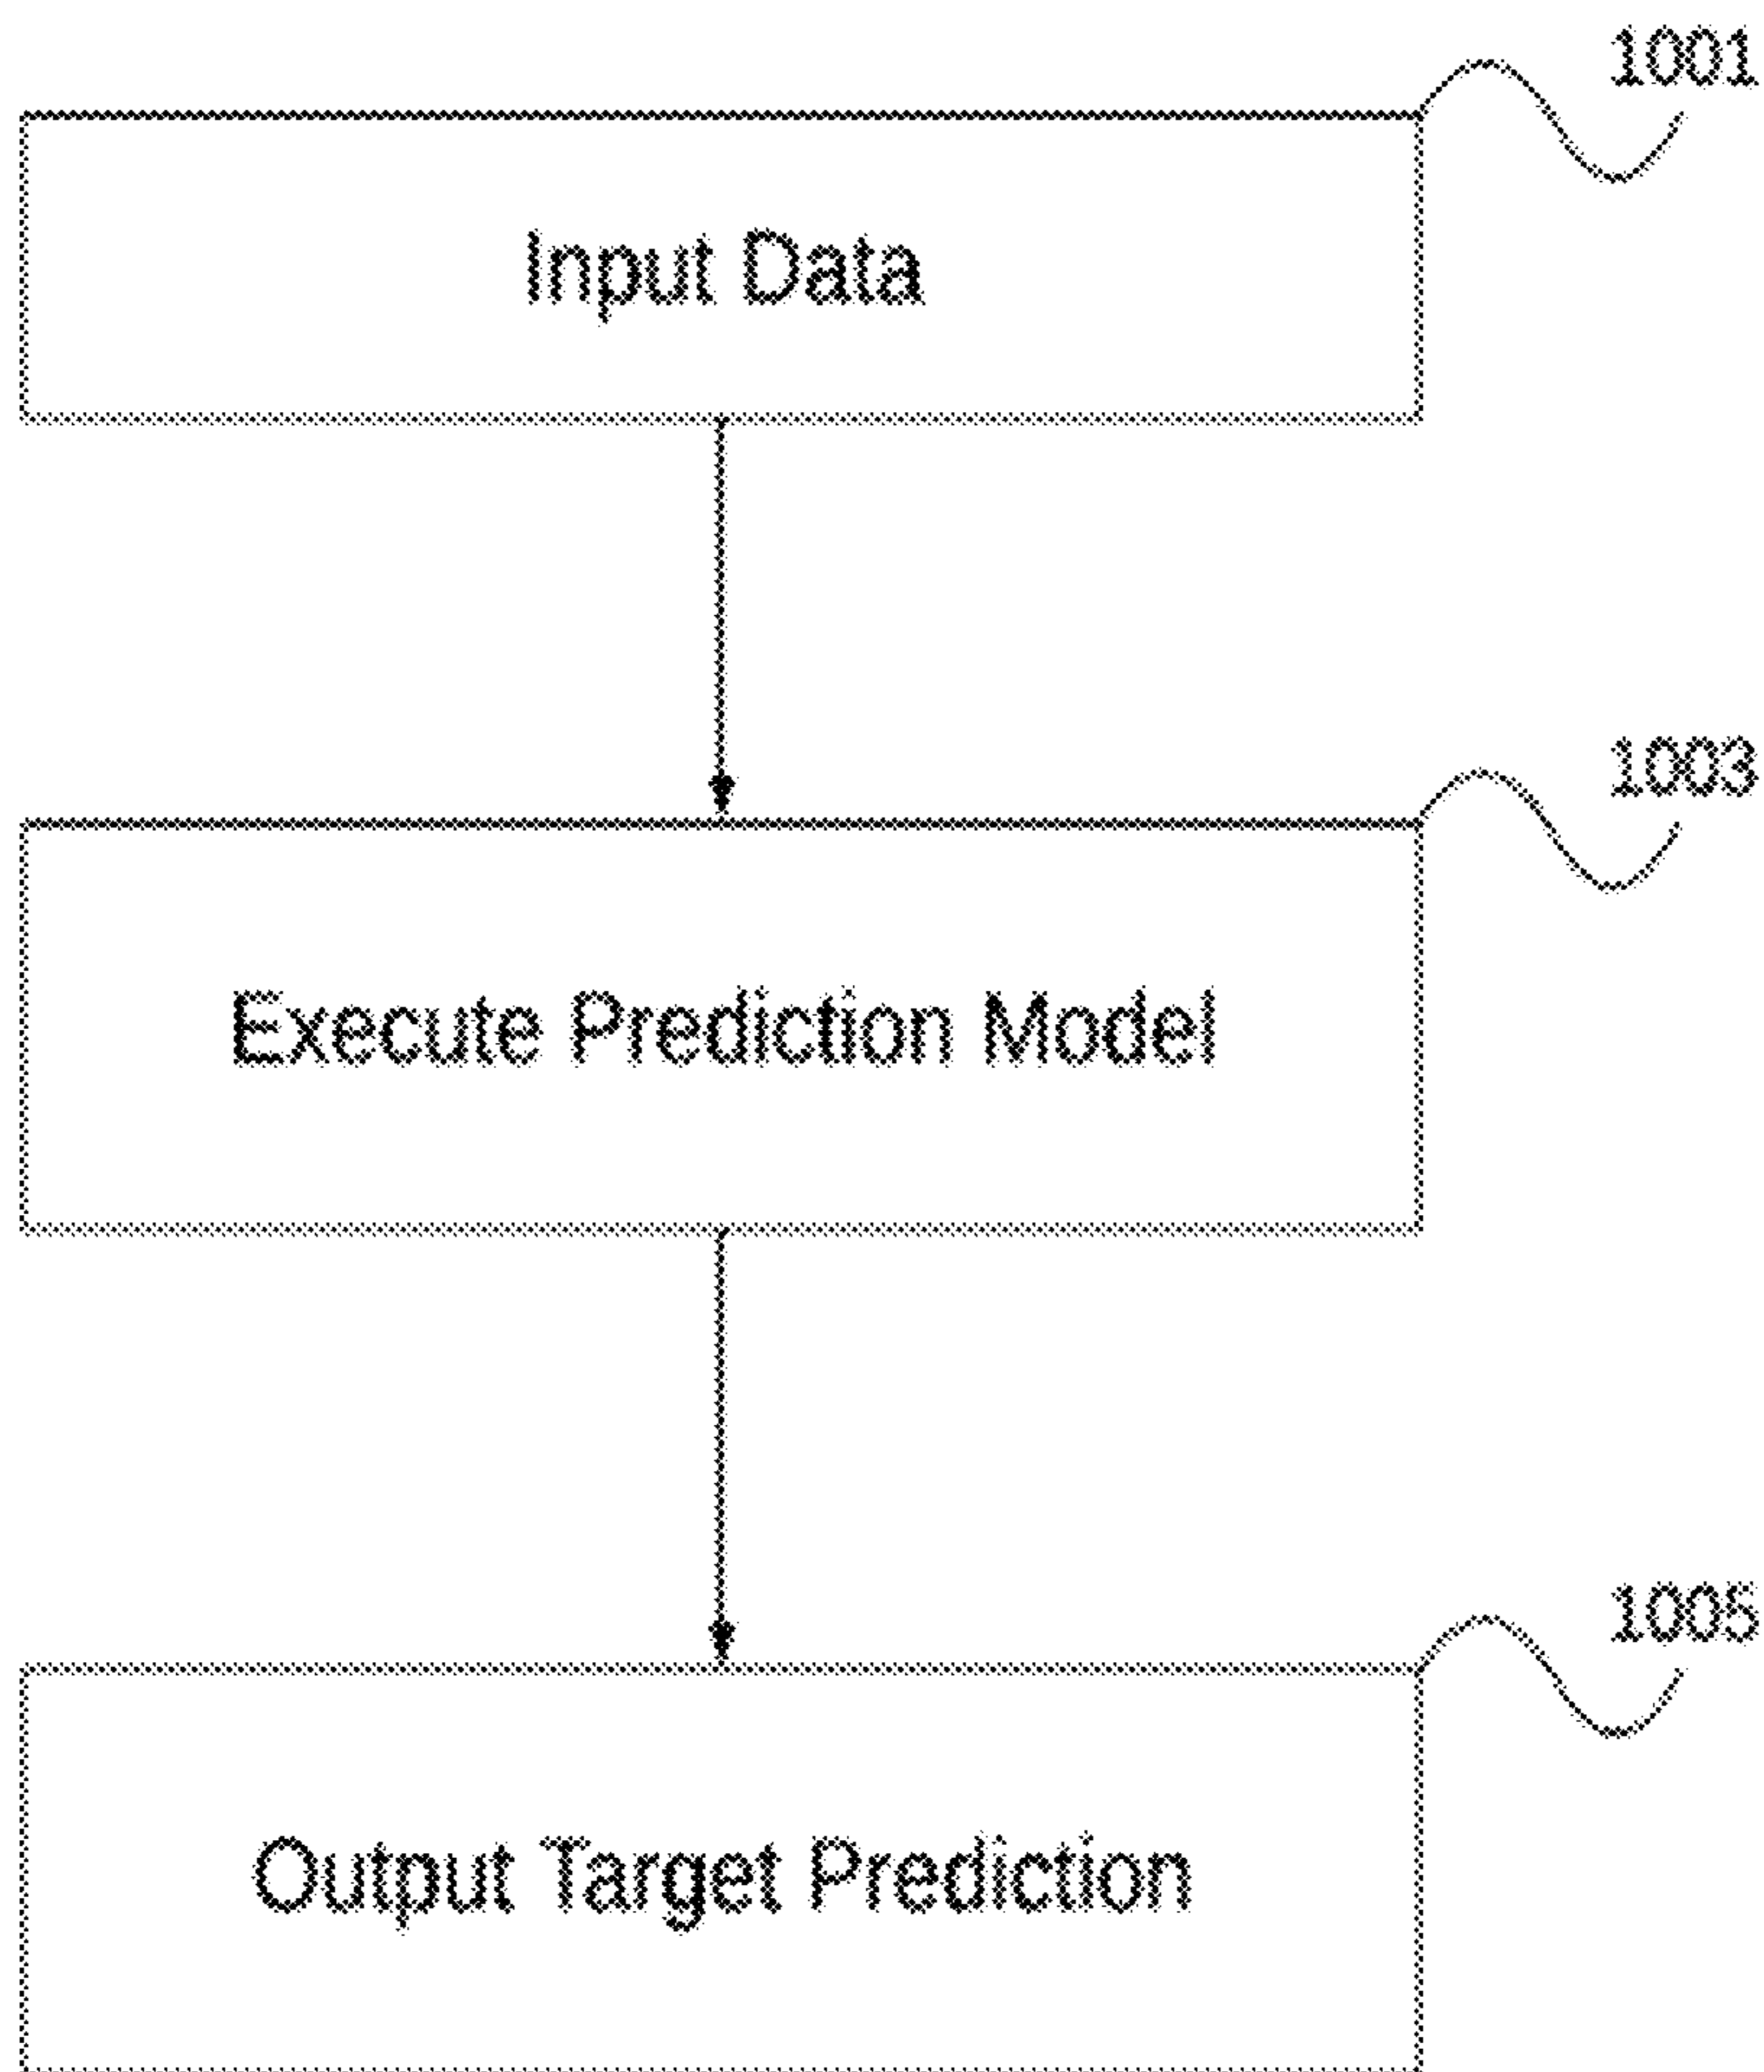 1001
Input Data
1003
Execute Prediction Model
1005
Output Target Prediction